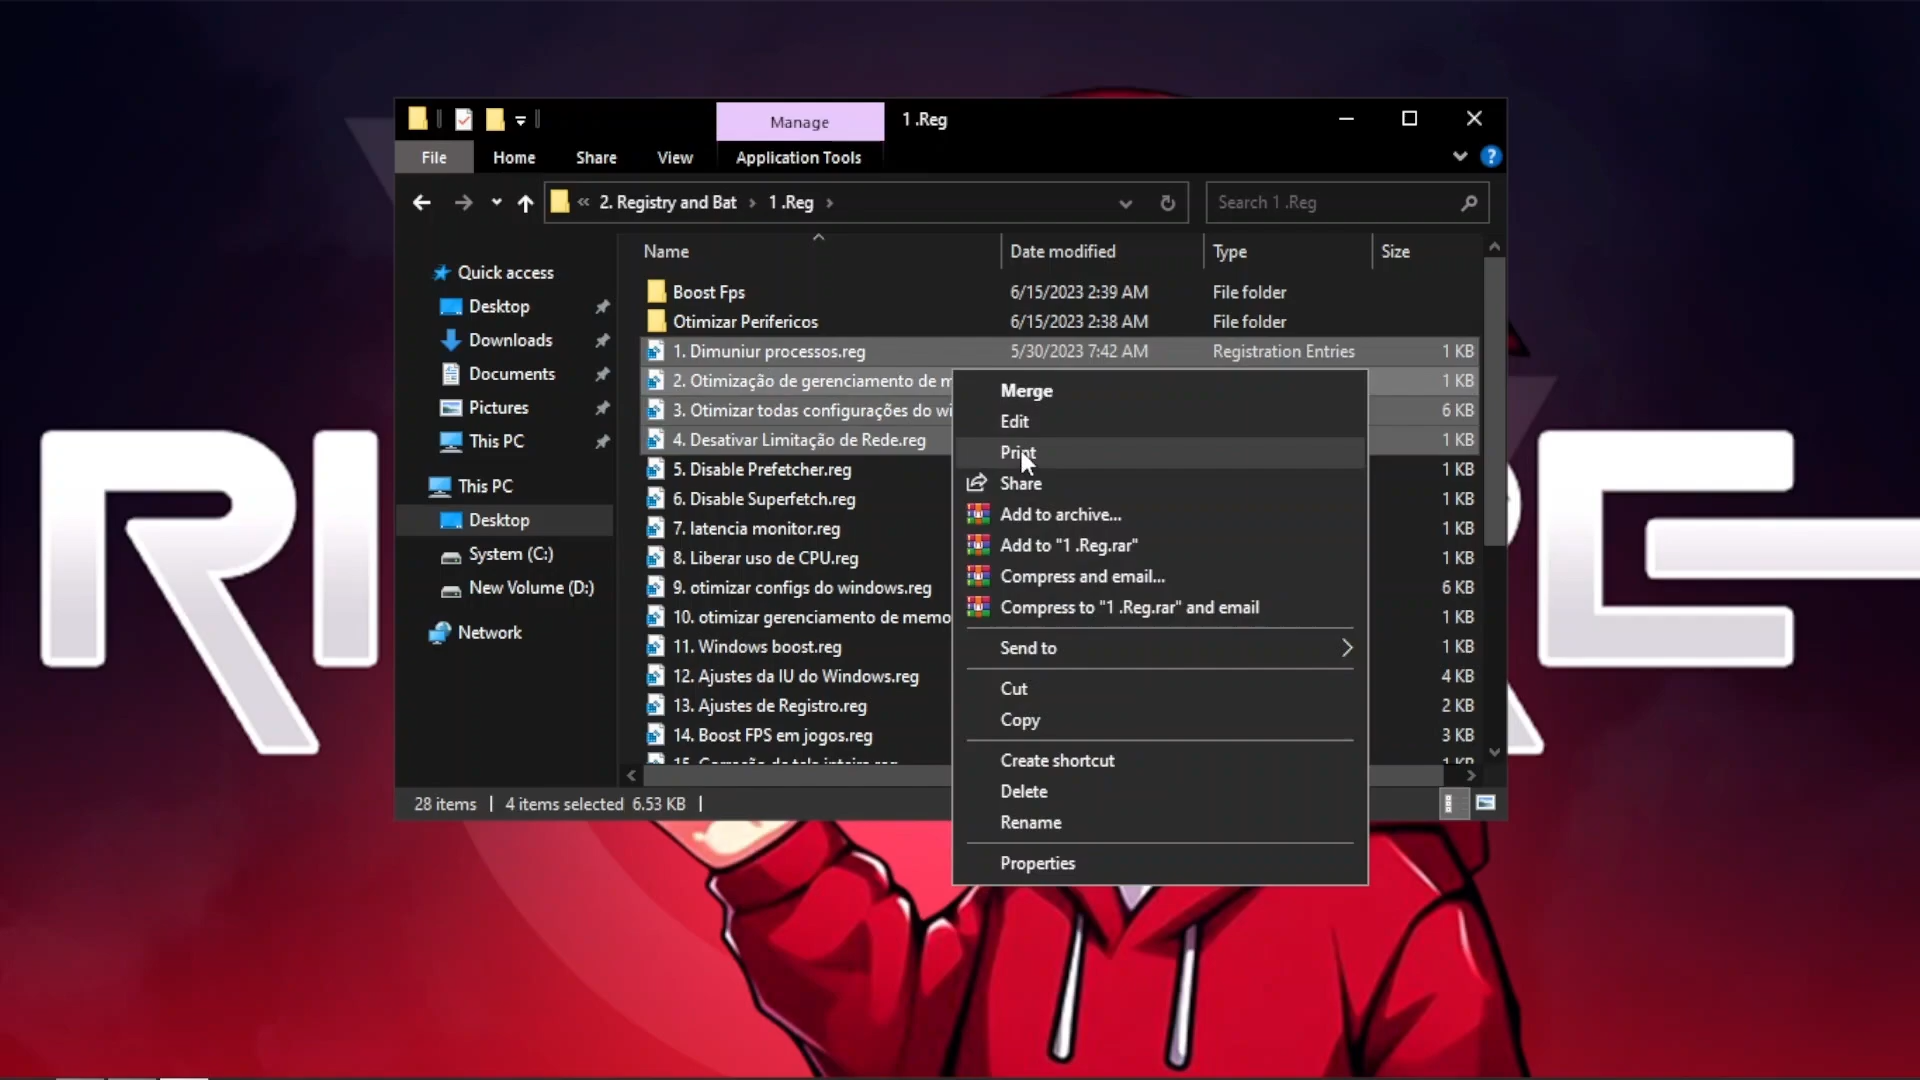 Manage
1 .Reg
File
Home
Share
View
Application Tools
« 2. Registry and Bat › 1 .Reg ›
Search 1 .Reg
Name
Date modified
Type
Size
Quick access
Desktop
Downloads
Documents
Pictures
This PC
This PC
Desktop
System (C:)
New Volume (D:)
Network
Boost Fps 6/15/2023 2:39 AM File folder
Otimizar Perifericos 6/15/2023 2:38 AM File folder
1. Dimuniur processos.reg 5/30/2023 7:42 AM Registration Entries 1 KB
2. Otimização de gerenciamento de m 1 KB
3. Otimizar todas configurações do wi 6 KB
4. Desativar Limitação de Rede.reg 1 KB
5. Disable Prefetcher.reg 1 KB
6. Disable Superfetch.reg 1 KB
7. latencia monitor.reg 1 KB
8. Liberar uso de CPU.reg 1 KB
9. otimizar configs do windows.reg 6 KB
10. otimizar gerenciamento de memo 1 KB
11. Windows boost.reg 1 KB
12. Ajustes da IU do Windows.reg 4 KB
13. Ajustes de Registro.reg 2 KB
14. Boost FPS em jogos.reg 3 KB
Merge
Edit
Print
Share
Add to archive...
Add to "1 .Reg.rar"
Compress and email...
Compress to "1 .Reg.rar" and email
Send to
Cut
Copy
Create shortcut
Delete
Rename
Properties
28 items
4 items selected 6.53 KB